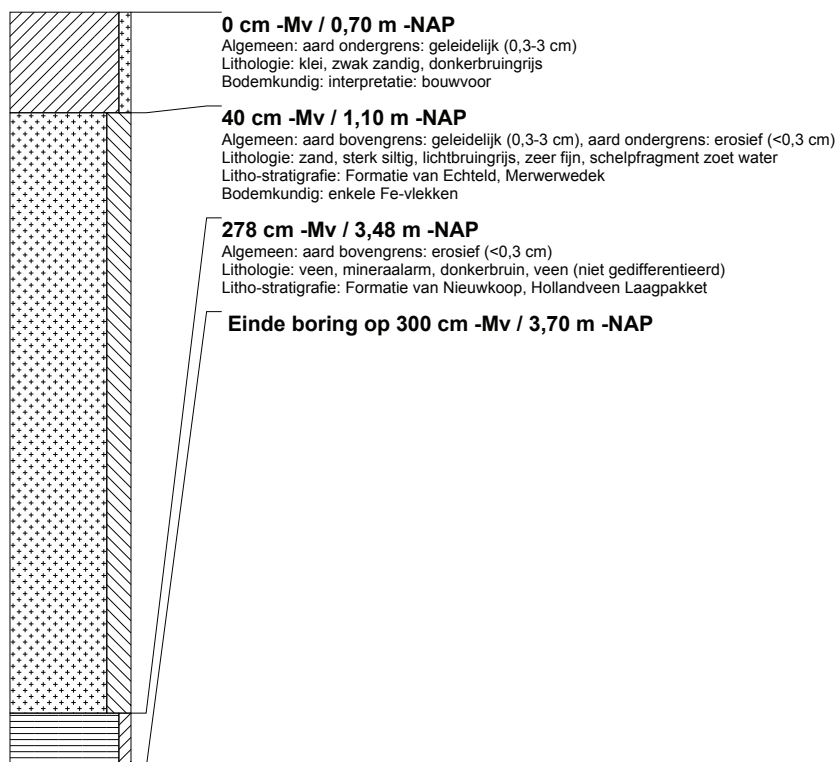 0 cm -Mv / 0,70 m -NAP
Algemeen: aard ondergrens: geleidelijk (0,3-3 cm)
Lithologie: klei, zwak zandig, donkerbruingrijs
Bodemkundig: interpretatie: bouwvoor
40 cm -Mv / 1,10 m -NAP
Algemeen: aard bovengrens: geleidelijk (0,3-3 cm), aard ondergrens: erosief (<0,3 cm)
Lithologie: zand, sterk siltig, lichtbruingrijs, zeer fijn, schelpfragment zoet water
Litho-stratigrafie: Formatie van Echteld, Merwerwedek
Bodemkundig: enkele Fe-vlekken
278 cm -Mv / 3,48 m -NAP
Algemeen: aard bovengrens: erosief (<0,3 cm)
Lithologie: veen, mineraalarm, donkerbruin, veen (niet gedifferentieerd)
Litho-stratigrafie: Formatie van Nieuwkoop, Hollandveen Laagpakket
Einde boring op 300 cm -Mv / 3,70 m -NAP